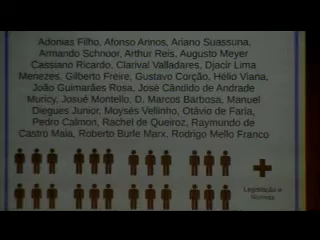 Adonias Filho, Afonso Arinos, Ariano Suassuna,
Armando Schnoor, Arthur Reis, Augusto Meyer
Cassiano Ricardo, Clarival Valladares, Djacir Lima
Menezes, Gilberto Freire, Gustavo Corção, Hélio Viana,
João Guimarães Rosa, José Cândido de Andrade
Muricy, Josué Montello, D. Marcos Barbosa, Manuel
Diegues Junior, Moysés Vellinho, Otávio de Faria,
Pedro Calmon, Rachel de Queiroz, Raymundo de
Castro Maia, Roberto Burle Marx, Rodrigo Mello Franco
Legislação e
Normas